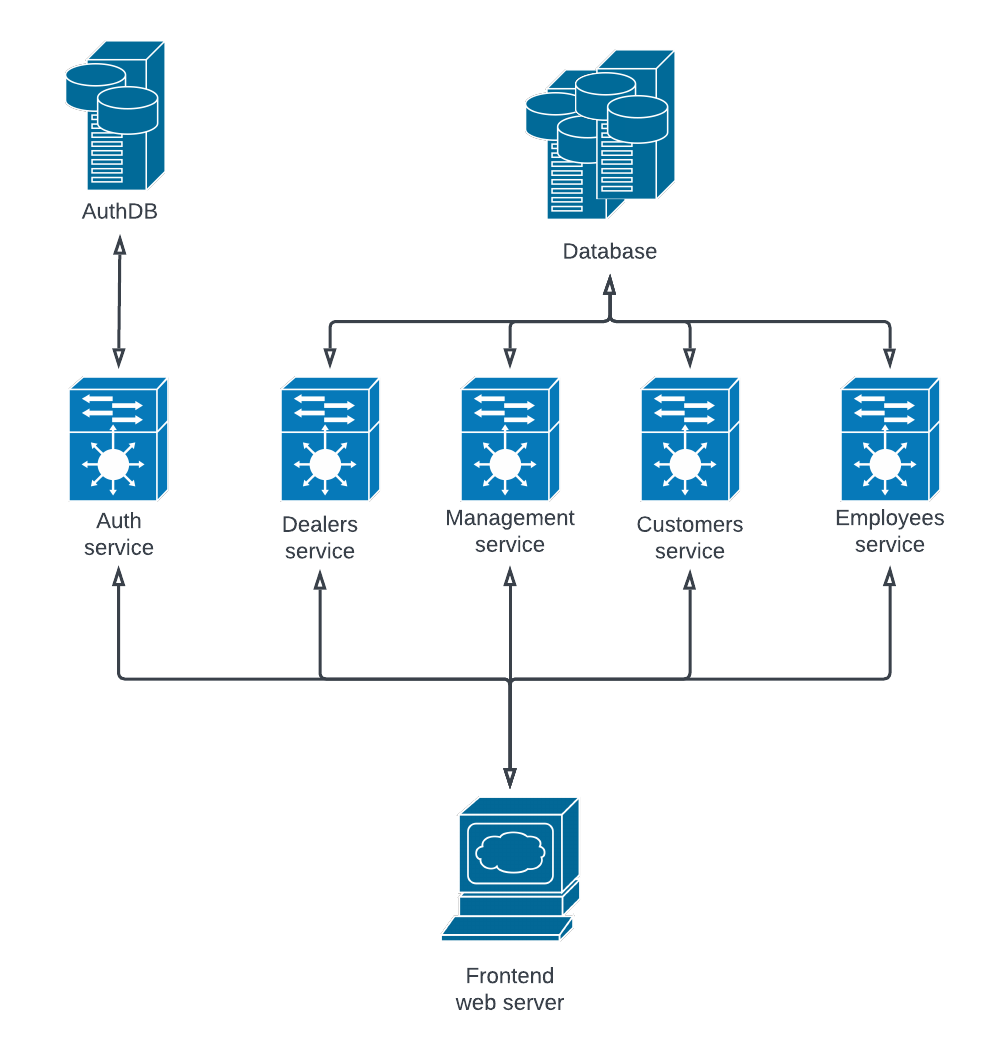 AuthDB
Database
Auth
service
Dealers
service
Management
service
Customers
service
Employees
service
Frontend
web server